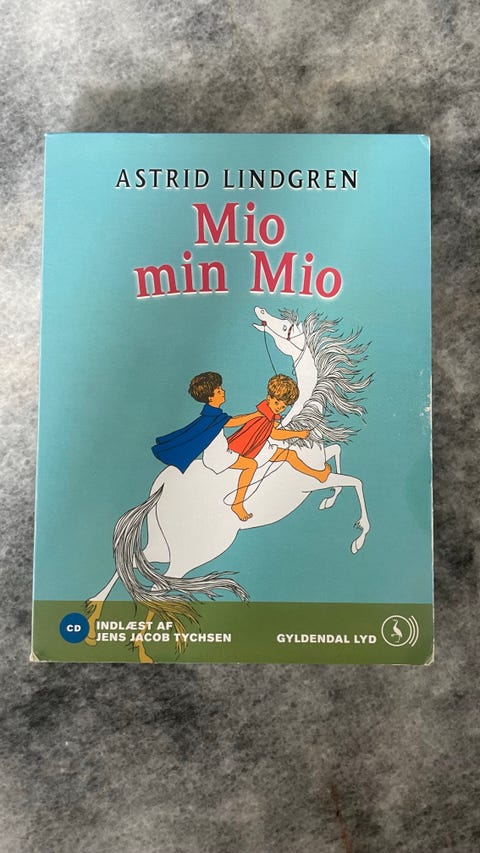 ASTRID LINDGREN
Mio
min Mio
CD
INDLÆST AF
JENS JACOB TYCHSEN
GYLDENDAL LYD